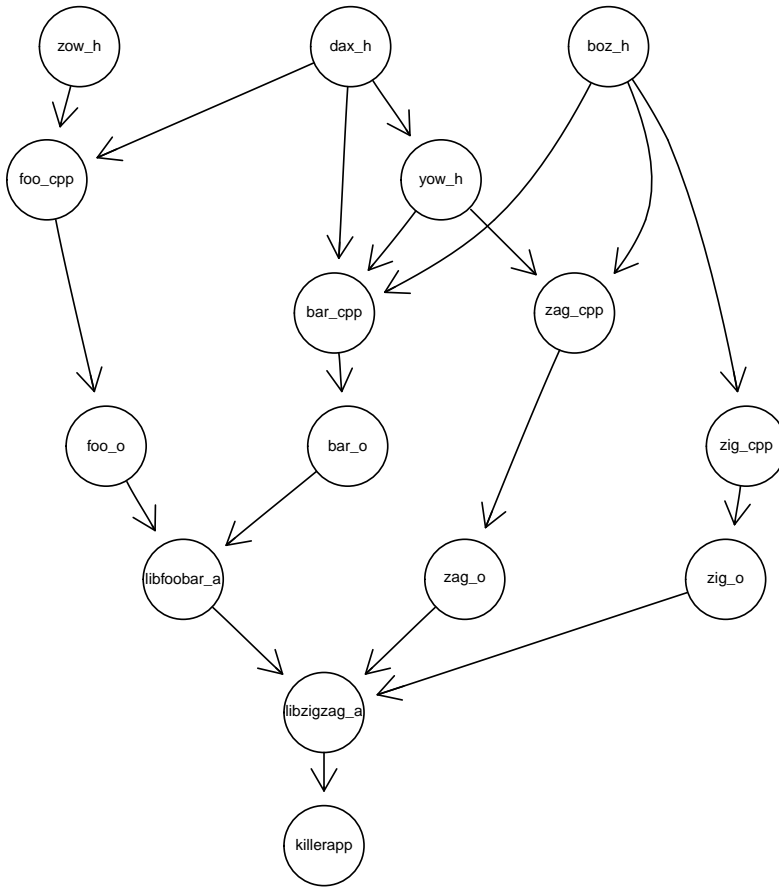 zow_h
dax_h
boz_h
foo_cpp
yow_h
bar_cpp
zag_cpp
foo_o
bar_o
zig_cpp
libfoobar_a
zag_o
zig_o
libzigzag_a
killerapp